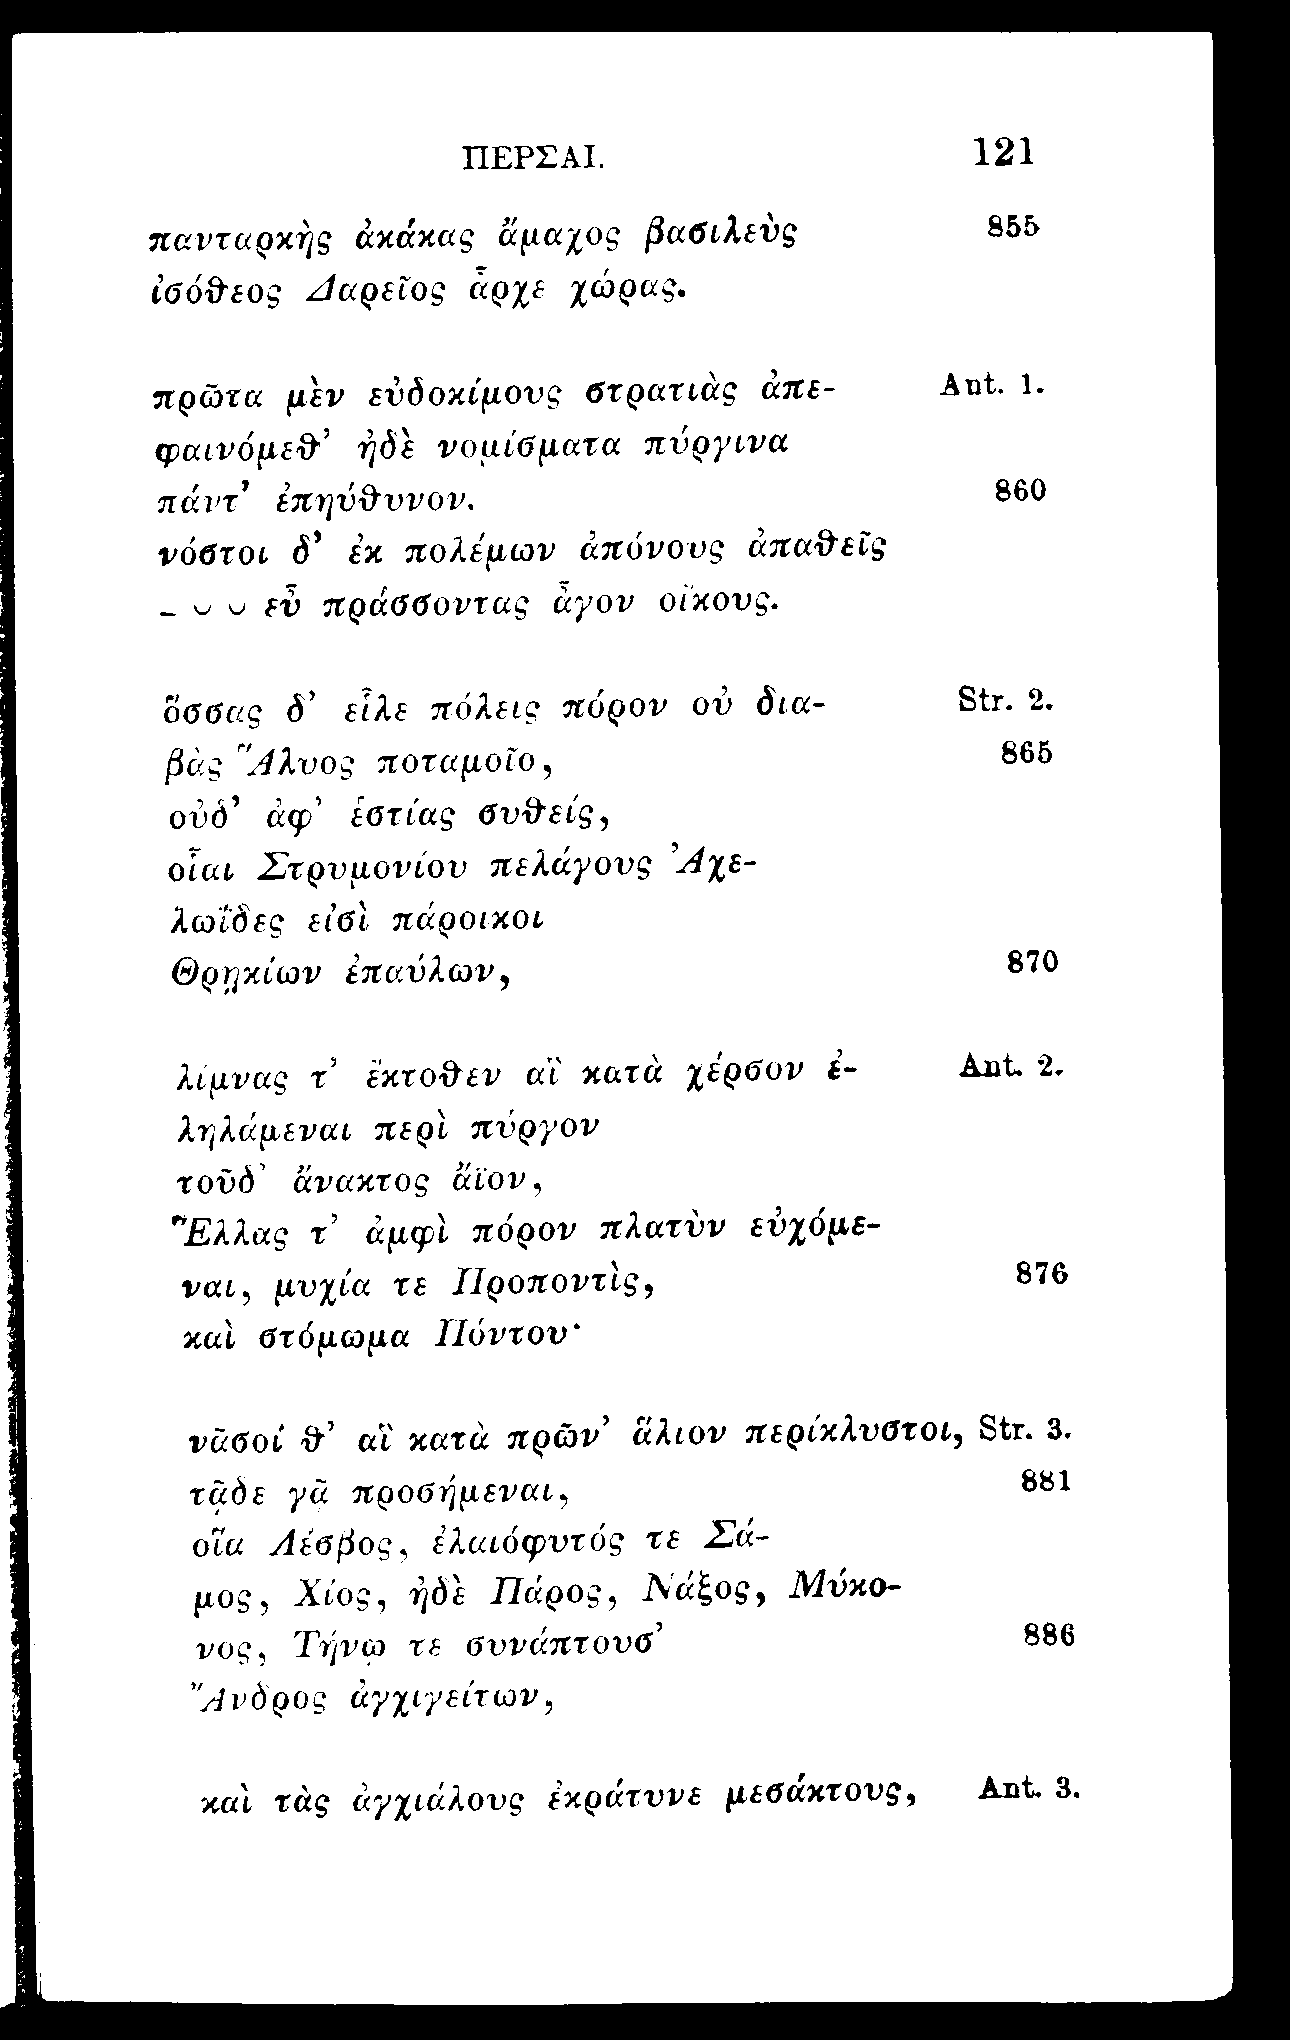 ΠΕΡΣΑΙ. 121
πανταρκὴς ἀκάκας ἄμαχος βασιλεὺς 855
ἰσόθεος Δαρεῖος ἆρχε χώρας.
πρῶτα μὲν εὐδοκίμους στρατιὰς ἀπε- Ant. 1.
φαινόμεθ’ ἠδὲ νομίσματα πύργινα
πάντ’ ἐπηύθυνον. 860
νόστοι δ’ ἐκ πολέμων ἀπόνους ἀπαθεῖς
– ⏑ ⏑ εὖ πράσσοντας ἆγον οἴκους.
ὅσσας δ’ εἷλε πόλεις πόρον οὐ δια- Str. 2.
βὰς Ἅλυος ποταμοῖο, 865
οὐδ’ ἀφ’ ἑστίας συθείς,
οἷαι Στρυμονίου πελάγους Ἀχε-
λωΐδες εἰσὶ πάροικοι
Θρῃκίων ἐπαύλων, 870
λίμνας τ’ ἔκτοθεν αἳ κατὰ χέρσον ἐ- Ant. 2.
ληλάμεναι περὶ πύργον
τοῦδ’ ἄνακτος ἄϊον,
Ἕλλας τ’ ἀμφὶ πόρον πλατὺν εὐχόμε-
ναι, μυχία τε Προποντὶς, 876
καὶ στόμωμα Πόντου·
νᾶσοί θ’ αἳ κατὰ πρῶν’ ἅλιον περίκλυστοι, Str. 3.
τᾷδε γᾷ προσήμεναι, 881
οἵα Λέσβος, ἐλαιόφυτός τε Σά-
μος, Χίος, ἠδὲ Πάρος, Νάξος, Μύκο-
νος, Τήνῳ τε συνάπτουσ’ 886
Ἄνδρος ἀγχιγείτων,
καὶ τὰς ἀγχιάλους ἐκράτυνε μεσάκτους, Ant. 3.